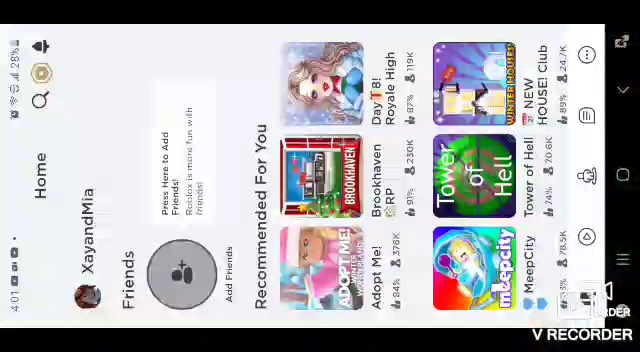 4:01
28%
Home
XayandMia
Friends
Press Here to Add
Friends!
Roblox is more fun with
friends!
Add Friends
Recommended For You
ADOPT ME!
BROOKHAVEN
Adopt Me!
84% 376K
Brookhaven
RP
91% 230K
Day 8!
Royale High
87% 119K
meepcity
Tower
of
Hell
WINTER HOUSES!
MeepCity
78.5K
Tower of Hell
74% 70.6K
NEW
HOUSE! Club
89% 24.7K
V RECORDER